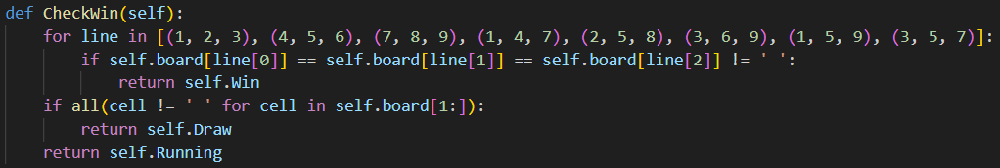 def CheckWin(self):
    for line in [(1, 2, 3), (4, 5, 6), (7, 8, 9), (1, 4, 7), (2, 5, 8), (3, 6, 9), (1, 5, 9), (3, 5, 7)]:
        if self.board[line[0]] == self.board[line[1]] == self.board[line[2]] != ' ':
            return self.Win
    if all(cell != ' ' for cell in self.board[1:]):
        return self.Draw
    return self.Running